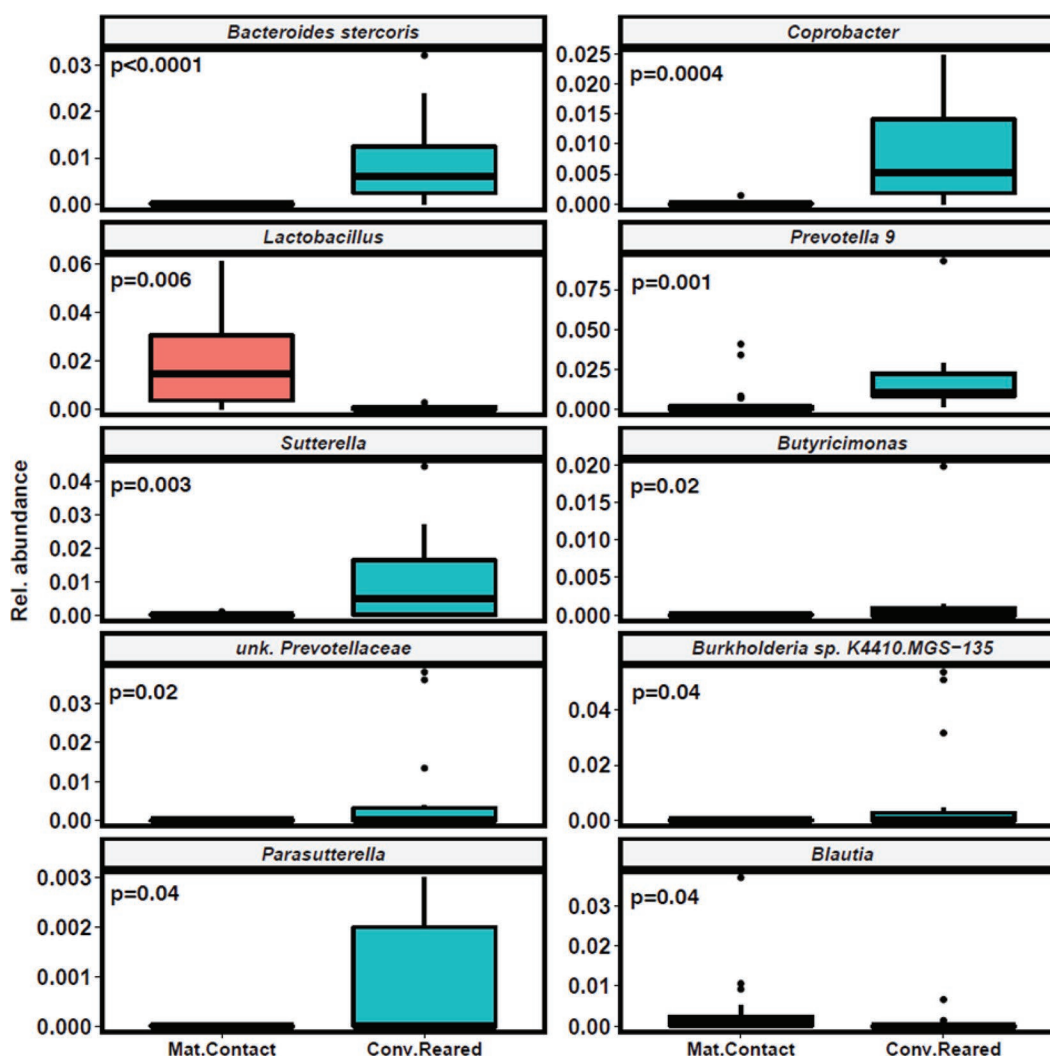 Bacteroides stercoris
p<0.0001
0.03
0.02
0.01
0.00
Coprobacter
p=0.0004
0.025
0.020
0.015
0.010
0.005
0.000
Lactobacillus
p=0.006
0.06
0.04
0.02
0.00
Prevotella 9
p=0.001
0.075
0.050
0.025
0.000
Sutterella
p=0.003
0.04
0.03
0.02
0.01
0.00
Butyricimonas
p=0.02
0.020
0.015
0.010
0.005
0.000
unk. Prevotellaceae
p=0.02
0.03
0.02
0.01
0.00
Burkholderia sp. K4410.MGS−135
p=0.04
0.04
0.02
0.00
Parasutterella
p=0.04
0.003
0.002
0.001
0.000
Blautia
p=0.04
0.03
0.02
0.01
0.00
Rel. abundance
Mat.Contact
Conv.Reared
Mat.Contact
Conv.Reared